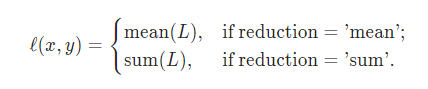 ℓ(x, y) = { mean(L), if reduction = 'mean';
sum(L), if reduction = 'sum'.